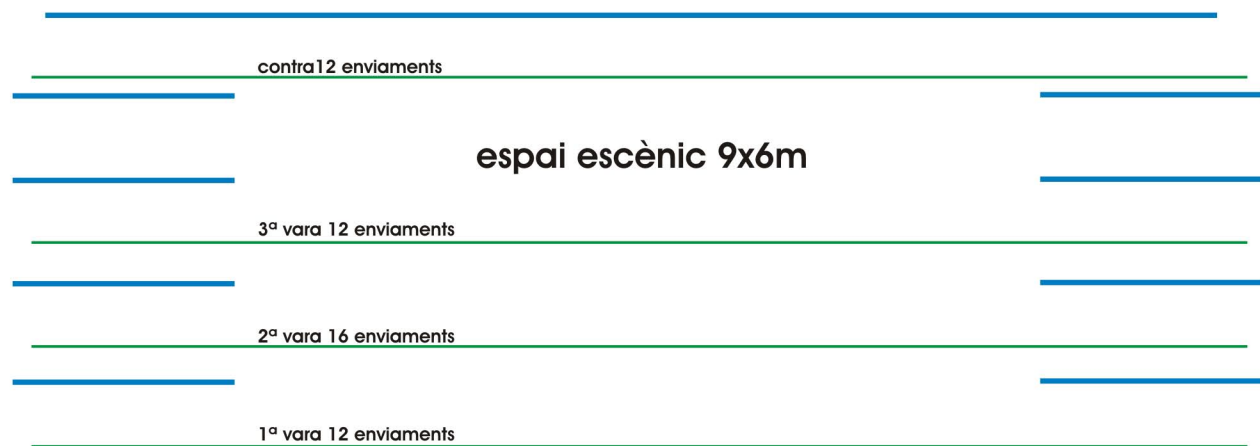 contra12 enviaments
espai escènic 9x6m
3ª vara 12 enviaments
2ª vara 16 enviaments
1ª vara 12 enviaments